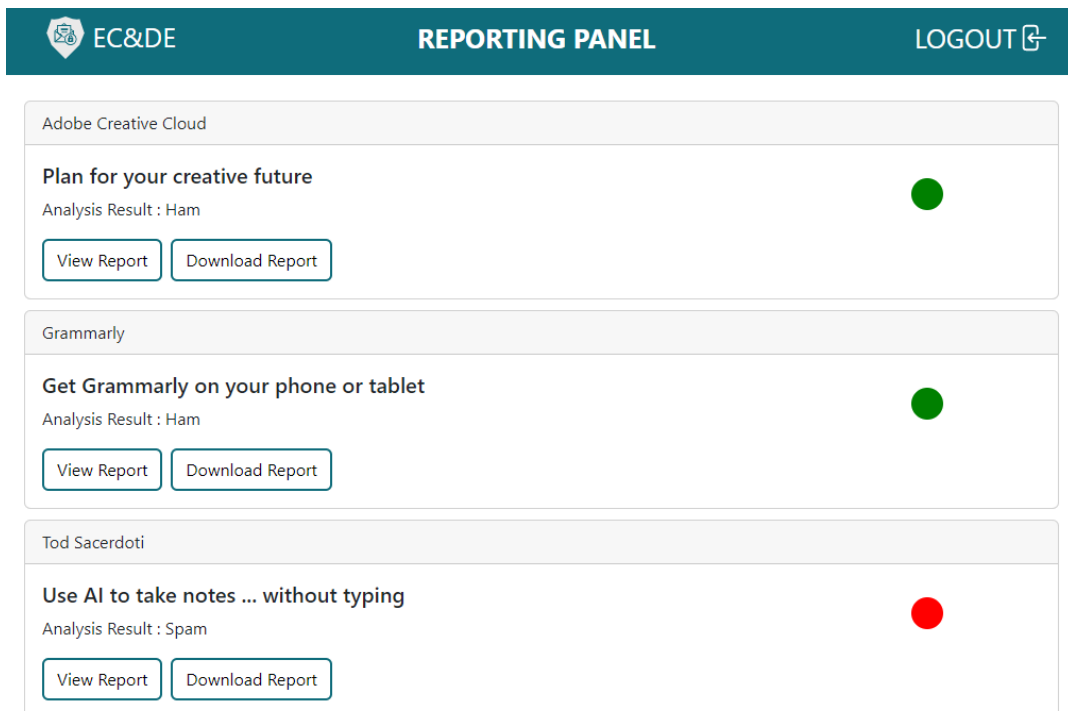 EC&DE
REPORTING PANEL
LOGOUT
Adobe Creative Cloud
Plan for your creative future
Analysis Result : Ham
View Report
Download Report
Grammarly
Get Grammarly on your phone or tablet
Analysis Result : Ham
View Report
Download Report
Tod Sacerdoti
Use AI to take notes ... without typing
Analysis Result : Spam
View Report
Download Report